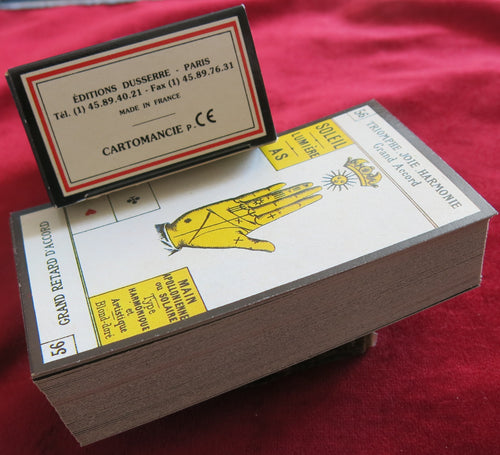 ÉDITIONS DUSSERRE - PARIS
Tél. (1) 45.89.40.21 - Fax (1) 45.89.76.31
MADE IN FRANCE
CARTOMANCIE p. CE
56
SOLEIL
LUMIÈRE
AS
TRIOMPHE JOIE HARMONIE
Grand Accord
56
GRAND RETARD D'ACCORD
MAIN
APOLLONIENNE
ou SOLAIRE
Type
HARMONIQUE
et
Artistique
Blond-doré